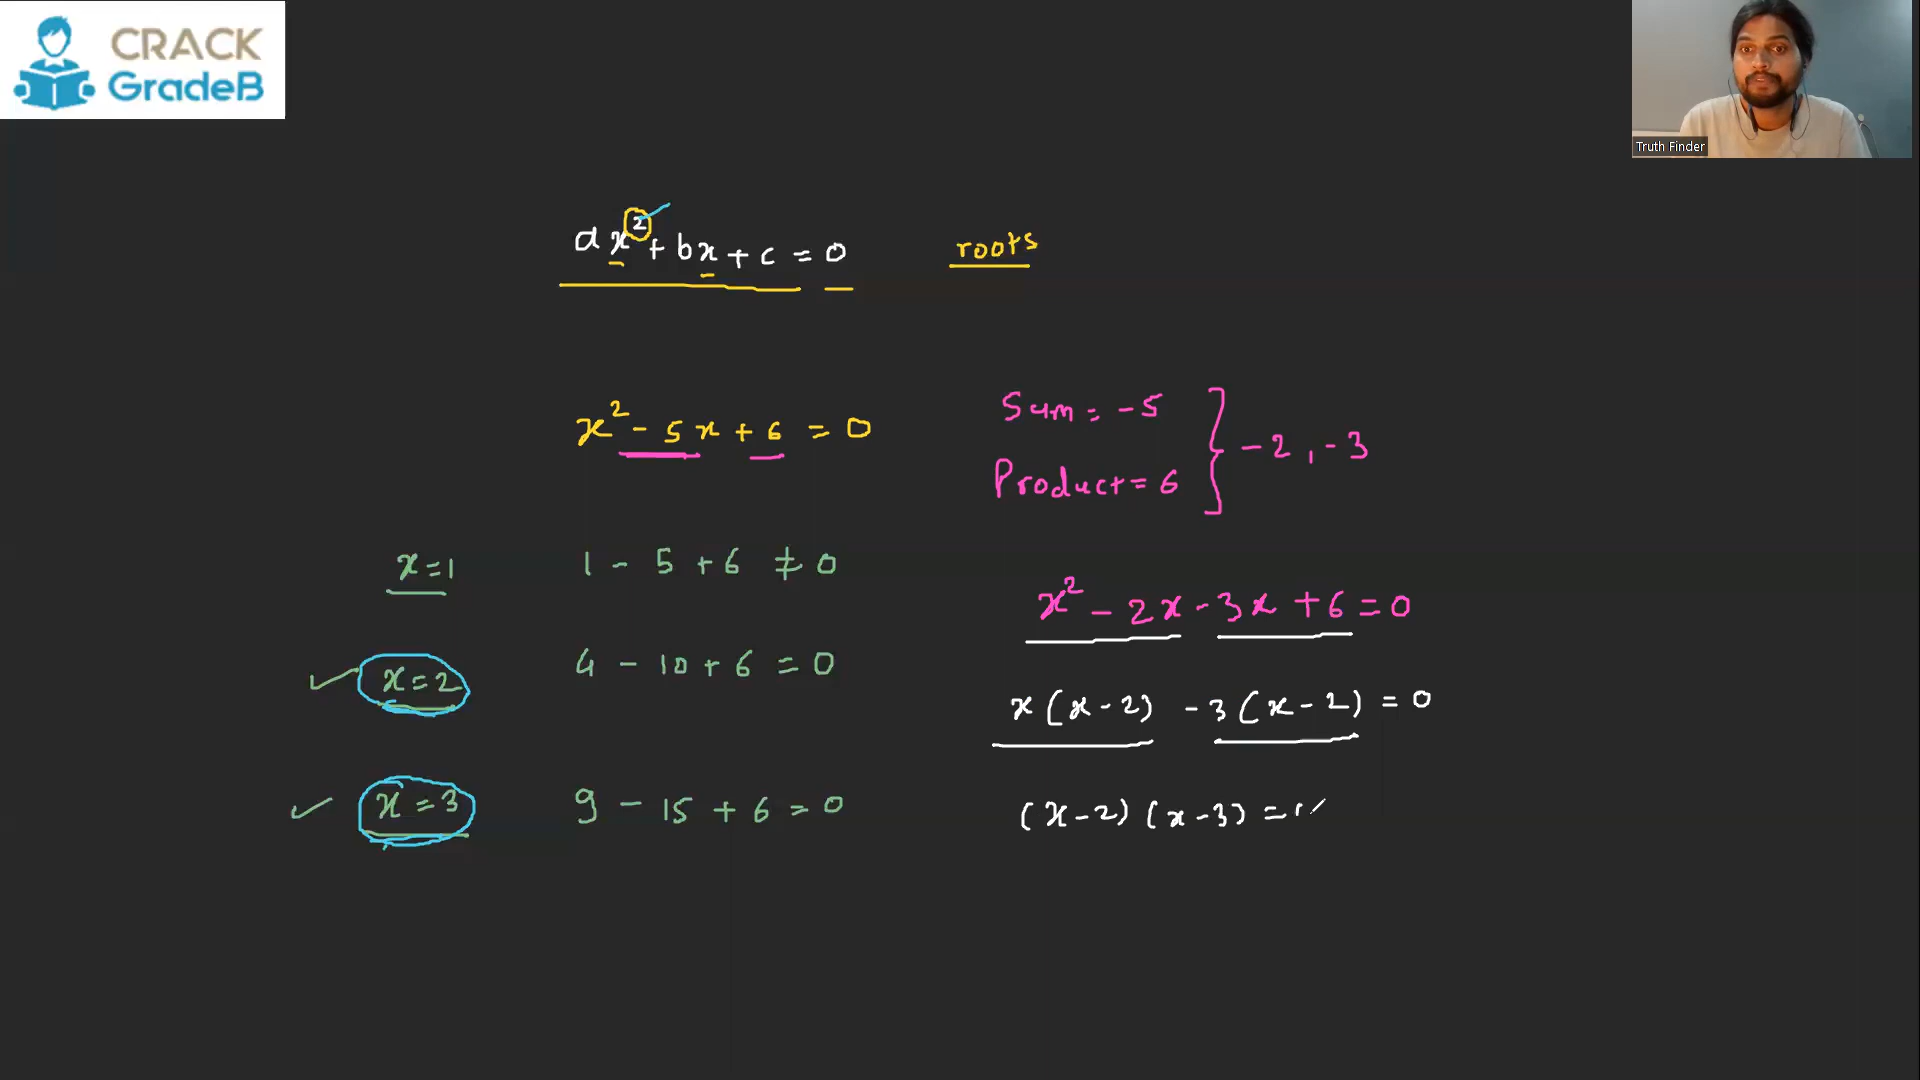 CRACK
GradeB
Truth Finder
ax² + bx + c = 0
roots
x² - 5x + 6 = 0
Sum = -5
Product = 6
-2, -3
x = 1
1 - 5 + 6 ≠ 0
x² - 2x - 3x + 6 = 0
x = 2
4 - 10 + 6 = 0
x(x-2) -3(x-2) = 0
x = 3
9 - 15 + 6 = 0
(x-2)(x-3) =